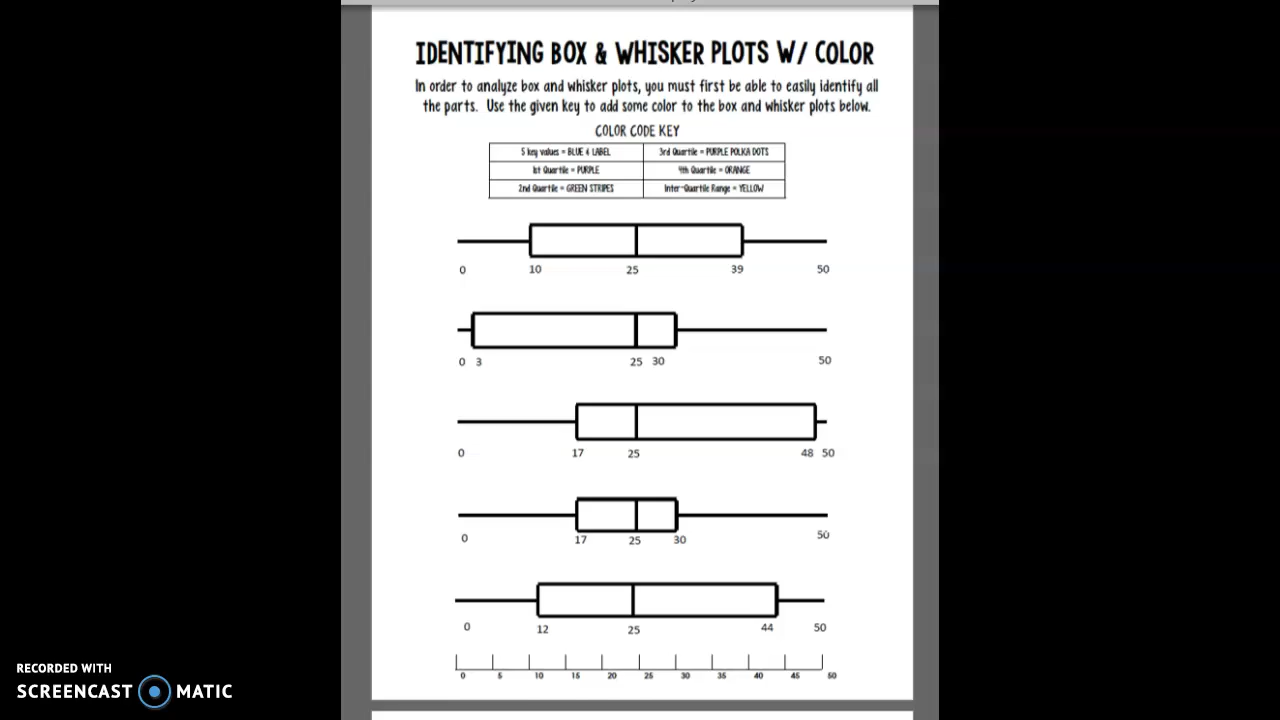 IDENTIFYING BOX & WHISKER PLOTS W/ COLOR
In order to analyze box and whisker plots, you must first be able to easily identify all
the parts. Use the given key to add some color to the box and whisker plots below.
COLOR CODE KEY
5 key values = BLUE & LABEL 3rd Quartile = PURPLE POLKA DOTS
1st Quartile = PURPLE 4th Quartile = ORANGE
2nd Quartile = GREEN STRIPES Inter-Quartile Range = YELLOW
0 10 25 39 50
0 3 25 30 50
0 17 25 48 50
0 17 25 30 50
0 12 25 44 50
0 5 10 15 20 25 30 35 40 45 50
RECORDED WITH
SCREENCAST MATIC